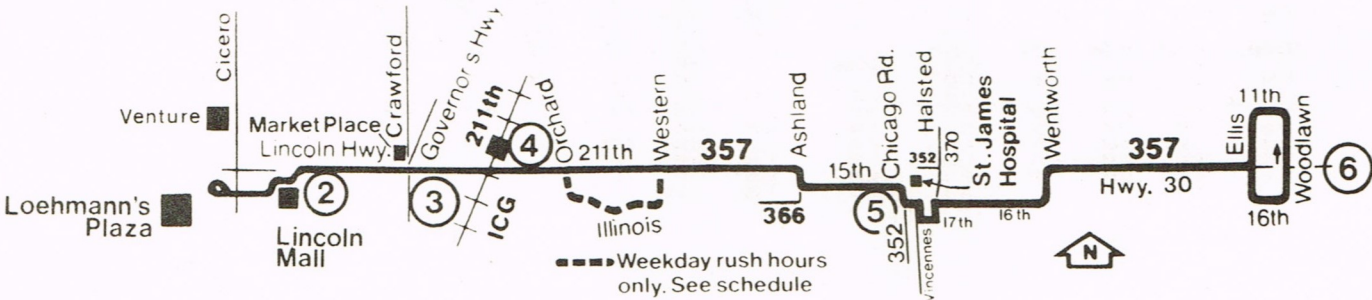 Cicero
Venture
Market Place
Lincoln Hwy.
Crawford
Governor's Hwy
211th
4
Orchard
211th
Western
357
Ashland
15th
Chicago Rd.
Halsted
352
370
St. James
Hospital
Wentworth
357
Hwy. 30
Ellis
11th
Woodlawn
16th
6
Loehmann's
Plaza
2
Lincoln
Mall
3
ICG
Illinois
366
5
352
Vincennes
17th
16th
N
Weekday rush hours
only. See schedule